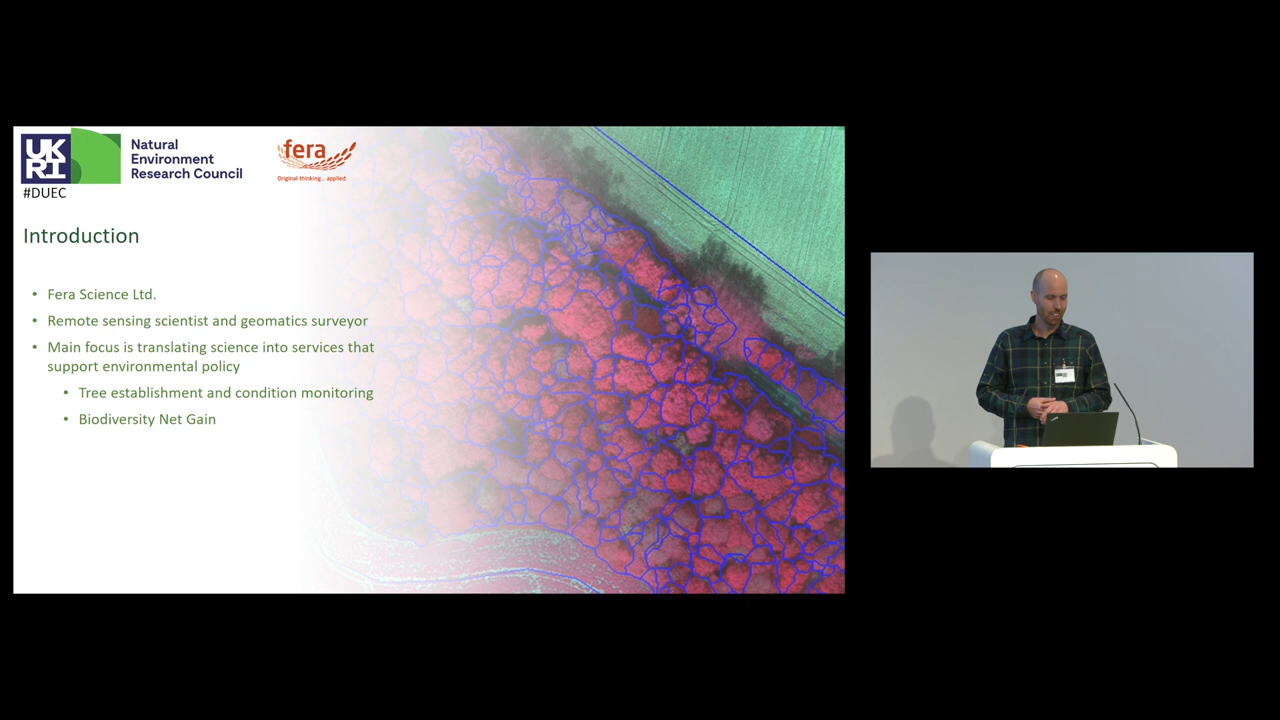 UK
RI
Natural
Environment
Research Council
fera
Original thinking... applied
#DUEC
Introduction
• Fera Science Ltd.
• Remote sensing scientist and geomatics surveyor
• Main focus is translating science into services that
support environmental policy
• Tree establishment and condition monitoring
• Biodiversity Net Gain